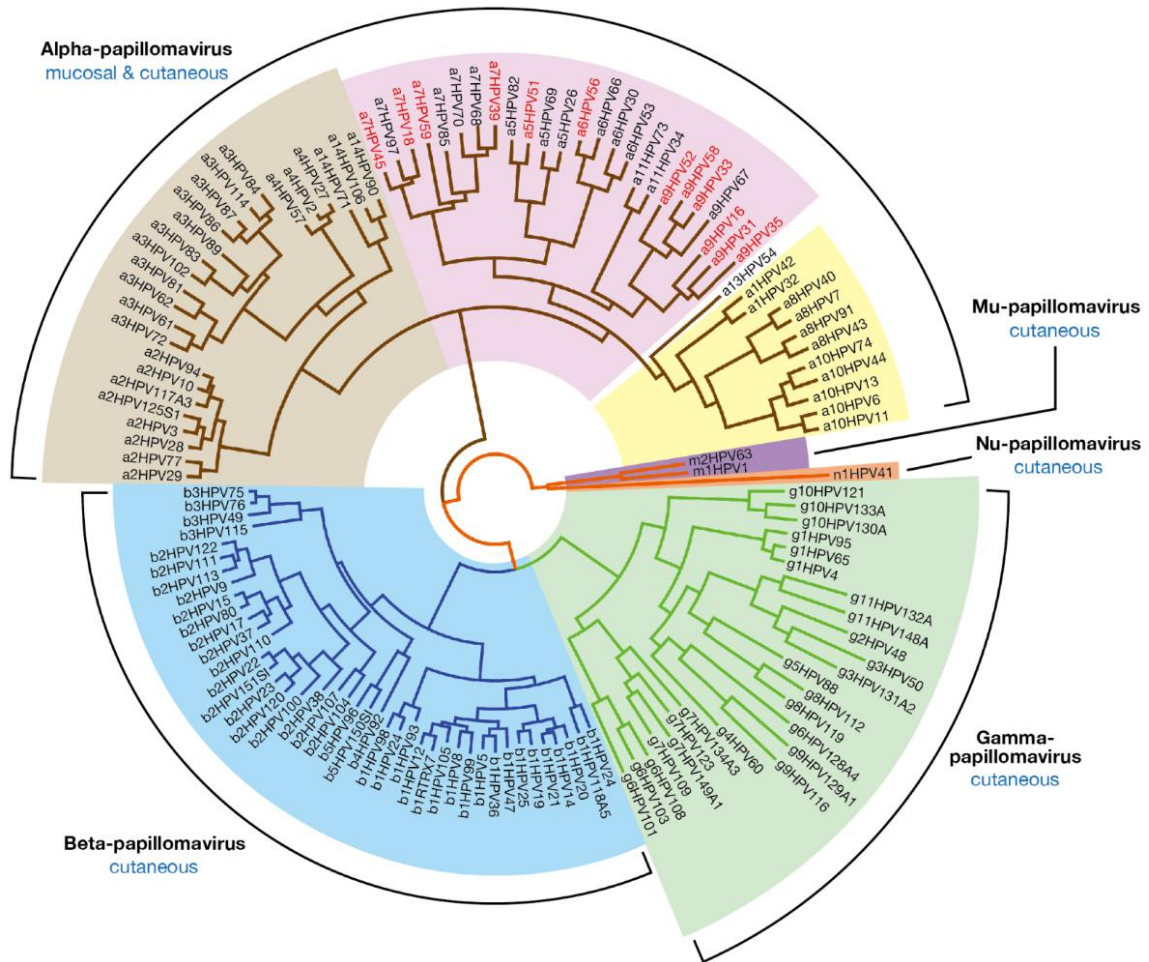 Alpha-papillomavirus
mucosal & cutaneous
a2HPV29
a2HPV77
a2HPV28
a2HPV3
a2HPV125S1
a2HPV117A3
a2HPV10
a2HPV94
a3HPV72
a3HPV61
a3HPV62
a3HPV81
a3HPV102
a3HPV83
a3HPV89
a3HPV86
a3HPV87
a3HPV114
a3HPV84
a4HPV57
a4HPV2
a4HPV27
a14HPV71
a14HPV106
a14HPV90
a7HPV45
a7HPV97
a7HPV18
a7HPV59
a7HPV85
a7HPV70
a7HPV68
a7HPV39
a5HPV82
a5HPV51
a5HPV69
a5HPV26
a6HPV56
a6HPV66
a6HPV30
a6HPV53
a11HPV73
a11HPV34
a9HPV52
a9HPV58
a9HPV33
a9HPV67
a9HPV16
a9HPV31
a9HPV35
a13HPV54
a1HPV42
a1HPV32
a8HPV40
a8HPV7
a8HPV91
a8HPV43
a10HPV74
a10HPV44
a10HPV13
a10HPV6
a10HPV11
Mu-papillomavirus
cutaneous
m2HPV63
m1HPV1
Nu-papillomavirus
cutaneous
n1HPV41
g10HPV121
g10HPV133A
g10HPV130A
g1HPV95
g1HPV65
g1HPV4
g11HPV132A
g11HPV148A
g2HPV48
g3HPV50
g3HPV131A2
g5HPV88
g8HPV112
g8HPV119
g6HPV128A4
g9HPV129A1
g9HPV116
g4HPV60
g7HPV134A3
g7HPV123
g7HPV149A1
g7HPV109
g6HPV108
g6HPV103
g6HPV101
Gamma-
papillomavirus
cutaneous
b3HPV75
b3HPV76
b3HPV49
b3HPV115
b2HPV122
b2HPV111
b2HPV113
b2HPV9
b2HPV15
b2HPV80
b2HPV17
b2HPV37
b2HPV110
b2HPV22
b2HPV151SI
b2HPV23
b2HPV120
b2HPV100
b2HPV38
b2HPV107
b2HPV104
b5HPV96
b5HPV150SI
b4HPV92
b1HPV98
b1HPV24
b1HPV93
b1HPV12
b1RTRX7
b1HPV105
b1HPV8
b1HPV99
b1HPV5
b1HPV36
b1HPV47
b1HPV25
b1HPV19
b1HPV21
b1HPV14
b1HPV20
b1HPV118A5
b1HPV24
Beta-papillomavirus
cutaneous